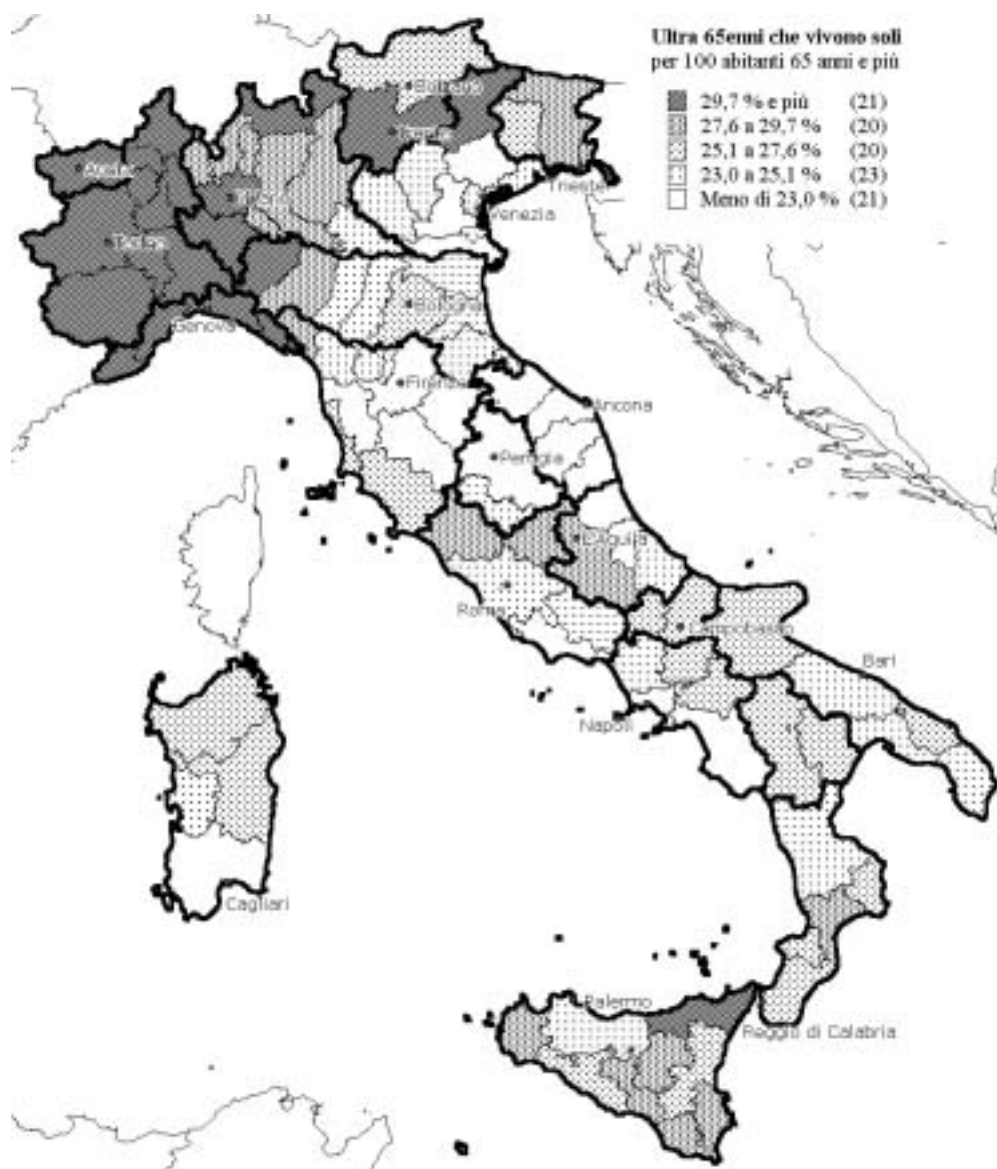 Ultra 65enni che vivono soli
per 100 abitanti 65 anni e più
29,7 % e più (21)
27,6 a 29,7 % (20)
25,1 a 27,6 % (20)
23,0 a 25,1 % (23)
Meno di 23,0 % (21)
Bolzano
Trento
Aosta
Milano
Trieste
Venezia
Torino
Genova
Bologna
Firenze
Ancona
Perugia
L'Aquila
Roma
Campobasso
Bari
Napoli
Cagliari
Palermo
Reggio di Calabria